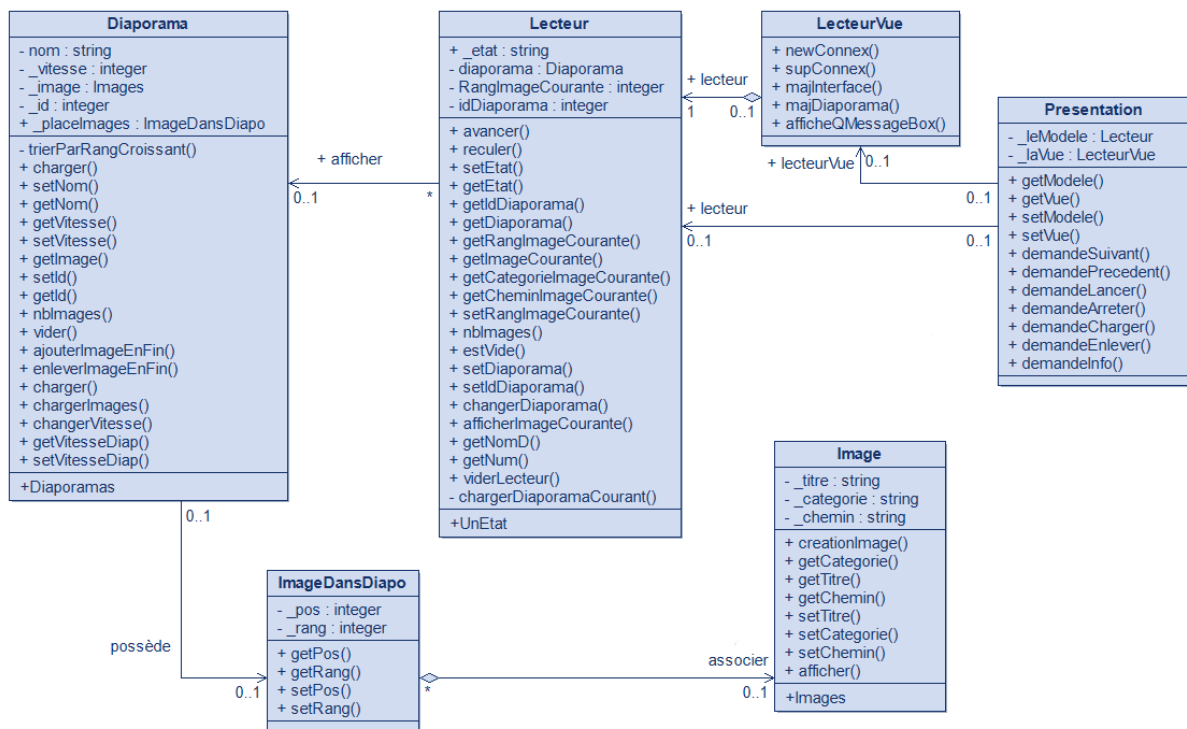 Diaporama
- nom : string
- _vitesse : integer
- _image : Images
- _id : integer
+ _placeImages : ImageDansDiapo
- trierParRangCroissant()
+ charger()
+ setNom()
+ getNom()
+ getVitesse()
+ setVitesse()
+ getImage()
+ setId()
+ getId()
+ nbImages()
+ vider()
+ ajouterImageEnFin()
+ enleverImageEnFin()
+ charger()
+ chargerImages()
+ changerVitesse()
+ getVitesseDiap()
+ setVitesseDiap()
+Diaporamas
+ afficher
0..1
*
Lecteur
+ _etat : string
- diaporama : Diaporama
- RangImageCourante : integer
- idDiaporama : integer
+ avancer()
+ reculer()
+ setEtat()
+ getEtat()
+ getIdDiaporama()
+ getDiaporama()
+ getRangImageCourante()
+ getImageCourante()
+ getCategorieImageCourante()
+ getCheminImageCourante()
+ setRangImageCourante()
+ nbImages()
+ estVide()
+ setDiaporama()
+ setIdDiaporama()
+ changerDiaporama()
+ afficherImageCourante()
+ getNomD()
+ getNum()
+ viderLecteur()
- chargerDiaporamaCourant()
+UnEtat
+ lecteur
1
0..1
LecteurVue
+ newConnex()
+ supConnex()
+ majInterface()
+ majDiaporama()
+ afficheQMessageBox()
+ lecteurVue
0..1
0..1
+ lecteur
0..1
0..1
Presentation
- _leModele : Lecteur
- _laVue : LecteurVue
+ getModele()
+ getVue()
+ setModele()
+ setVue()
+ demandeSuivant()
+ demandePrecedent()
+ demandeLancer()
+ demandeArreter()
+ demandeCharger()
+ demandeEnlever()
+ demandeInfo()
0..1
possède
0..1
ImageDansDiapo
- _pos : integer
- _rang : integer
+ getPos()
+ getRang()
+ setPos()
+ setRang()
*
associer
0..1
Image
- _titre : string
- _categorie : string
- _chemin : string
+ creationImage()
+ getCategorie()
+ getTitre()
+ getChemin()
+ setTitre()
+ setCategorie()
+ setChemin()
+ afficher()
+Images